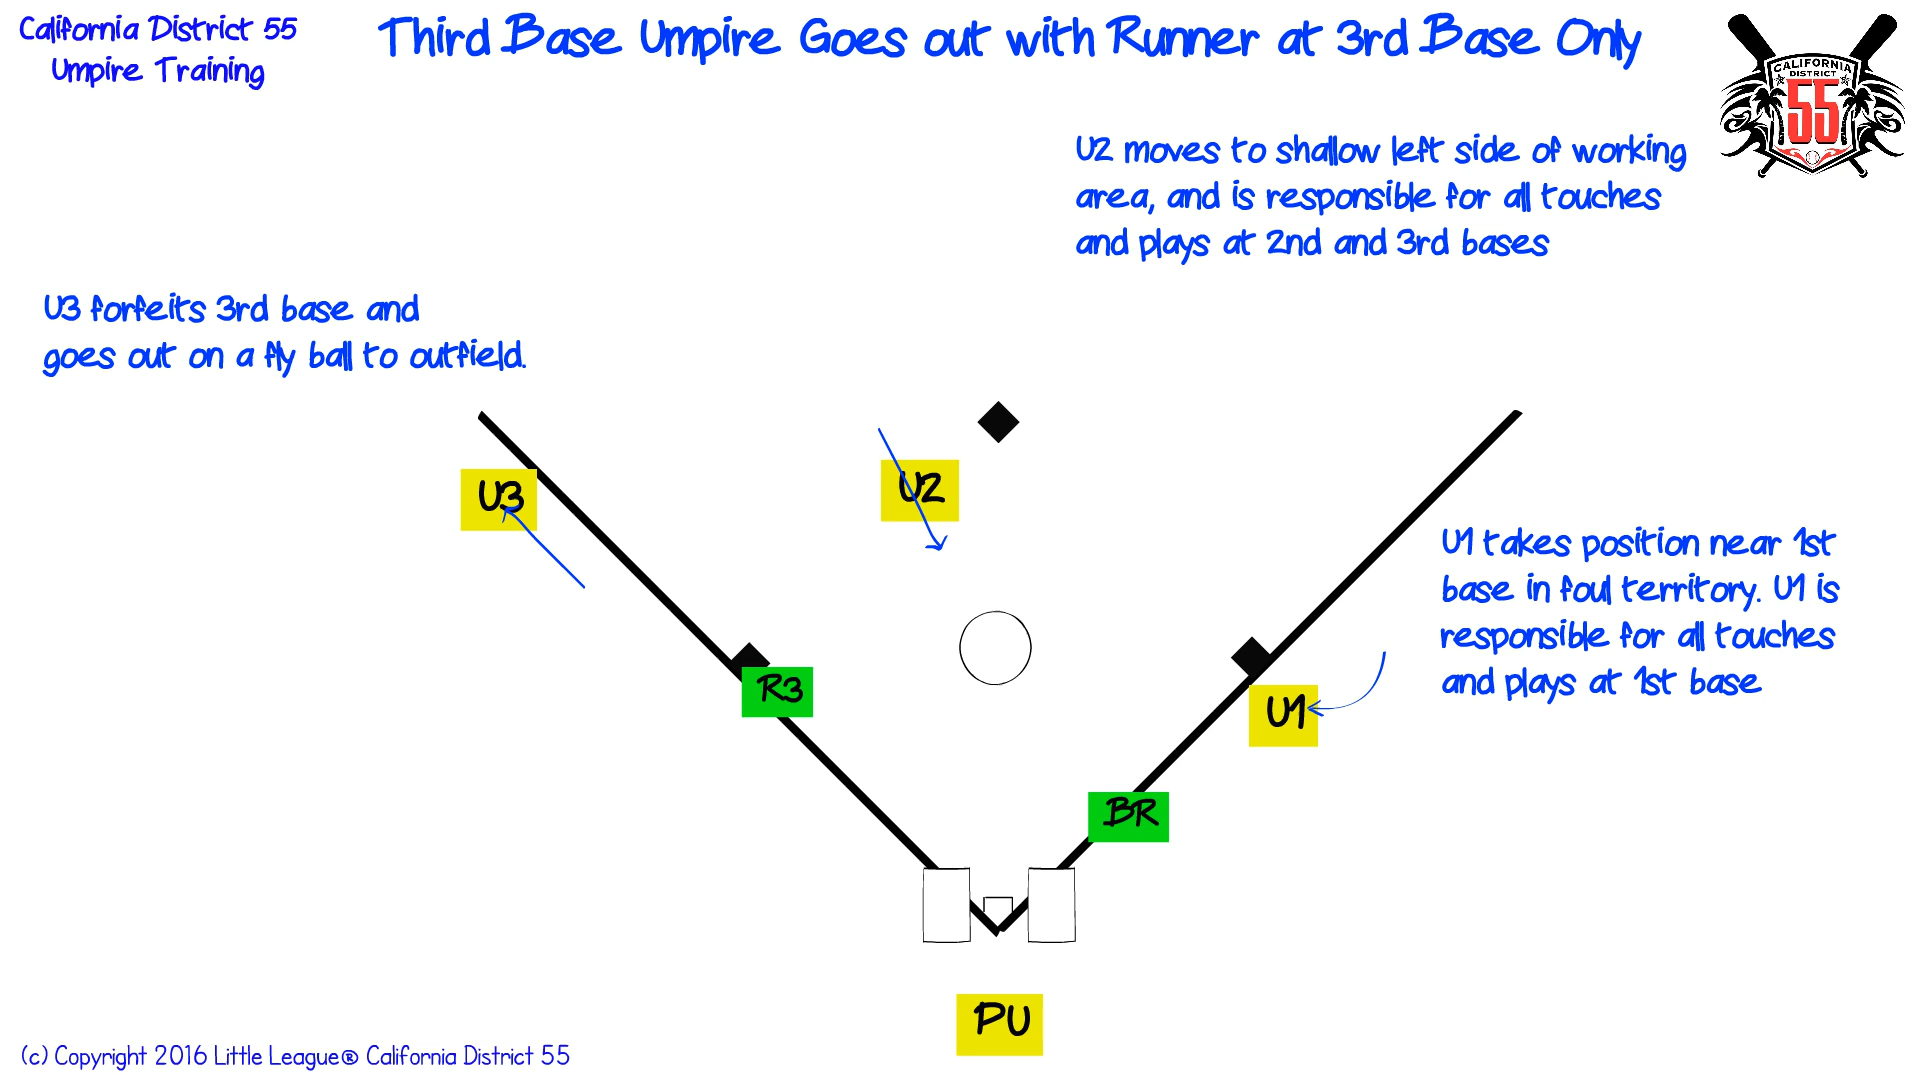 California District 55
Umpire Training
Third Base Umpire Goes out with Runner at 3rd Base Only
CALIFORNIA
DISTRICT
55
U2 moves to shallow left side of working
area, and is responsible for all touches
and plays at 2nd and 3rd bases
U3 forfeits 3rd base and
goes out on a fly ball to outfield.
U3
U2
U1 takes position near 1st
base in foul territory. U1 is
responsible for all touches
and plays at 1st base
R3
U1
BR
PU
(c) Copyright 2016 Little League® California District 55